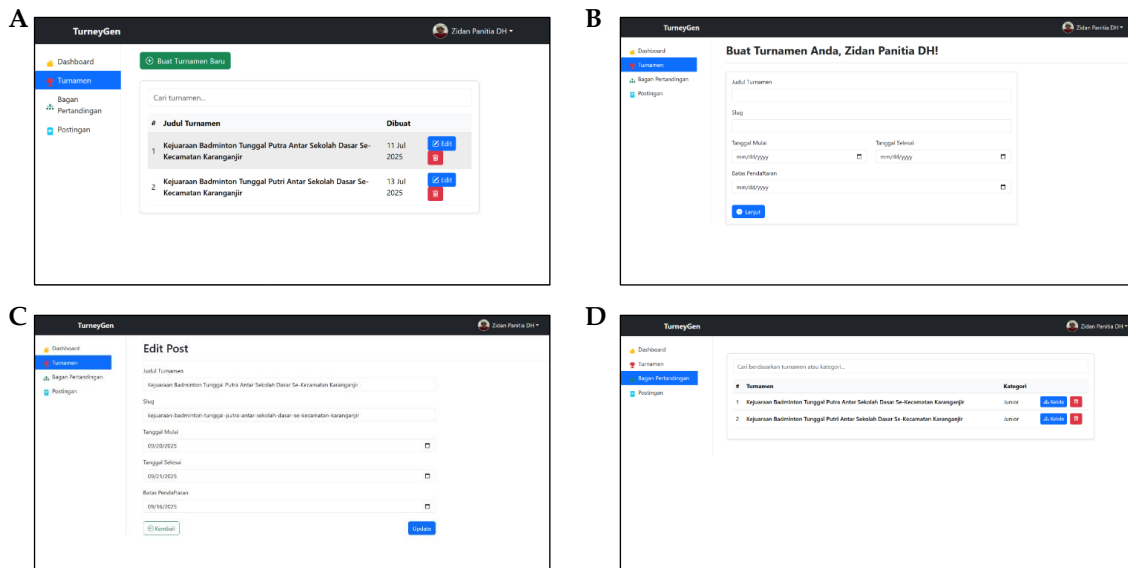 A
TurneyGen
Zidan Panitia DH
Dashboard
Turnamen
Bagan
Pertandingan
Postingan
Buat Turnamen Baru
Cari turnamen...
# Judul Turnamen Dibuat
1 Kejuaraan Badminton Tunggal Putra Antar Sekolah Dasar Se-
Kecamatan Karanganjir
11 Jul
2025
Edit
2 Kejuaraan Badminton Tunggal Putri Antar Sekolah Dasar Se-
Kecamatan Karanganjir
13 Jul
2025
Edit
B
TurneyGen
Zidan Panitia DH
Dashboard
Turnamen
Bagan Pertandingan
Postingan
Buat Turnamen Anda, Zidan Panitia DH!
Judul Turnamen
Slug
Tanggal Mulai Tanggal Selesai
mm/dd/yyyy mm/dd/yyyy
Batas Pendaftaran
mm/dd/yyyy
Lanjut
C
TurneyGen
Zidan Panitia DH
Dashboard
Turnamen
Bagan Pertandingan
Postingan
Edit Post
Judul Turnamen
Kejuaraan Badminton Tunggal Putra Antar Sekolah Dasar Se-Kecamatan Karanganjir
Slug
kejuaraan-badminton-tunggal-putra-antar-sekolah-dasar-se-kecamatan-karanganjir
Tanggal Mulai
09/20/2025
Tanggal Selesai
09/21/2025
Batas Pendaftaran
09/16/2025
Kembali Update
D
TurneyGen
Zidan Panitia DH
Dashboard
Turnamen
Bagan Pertandingan
Postingan
Cari berdasarkan turnamen atau kategori...
# Turnamen Kategori
1 Kejuaraan Badminton Tunggal Putra Antar Sekolah Dasar Se-Kecamatan Karanganjir Junior Kelola
2 Kejuaraan Badminton Tunggal Putri Antar Sekolah Dasar Se-Kecamatan Karanganjir Junior Kelola